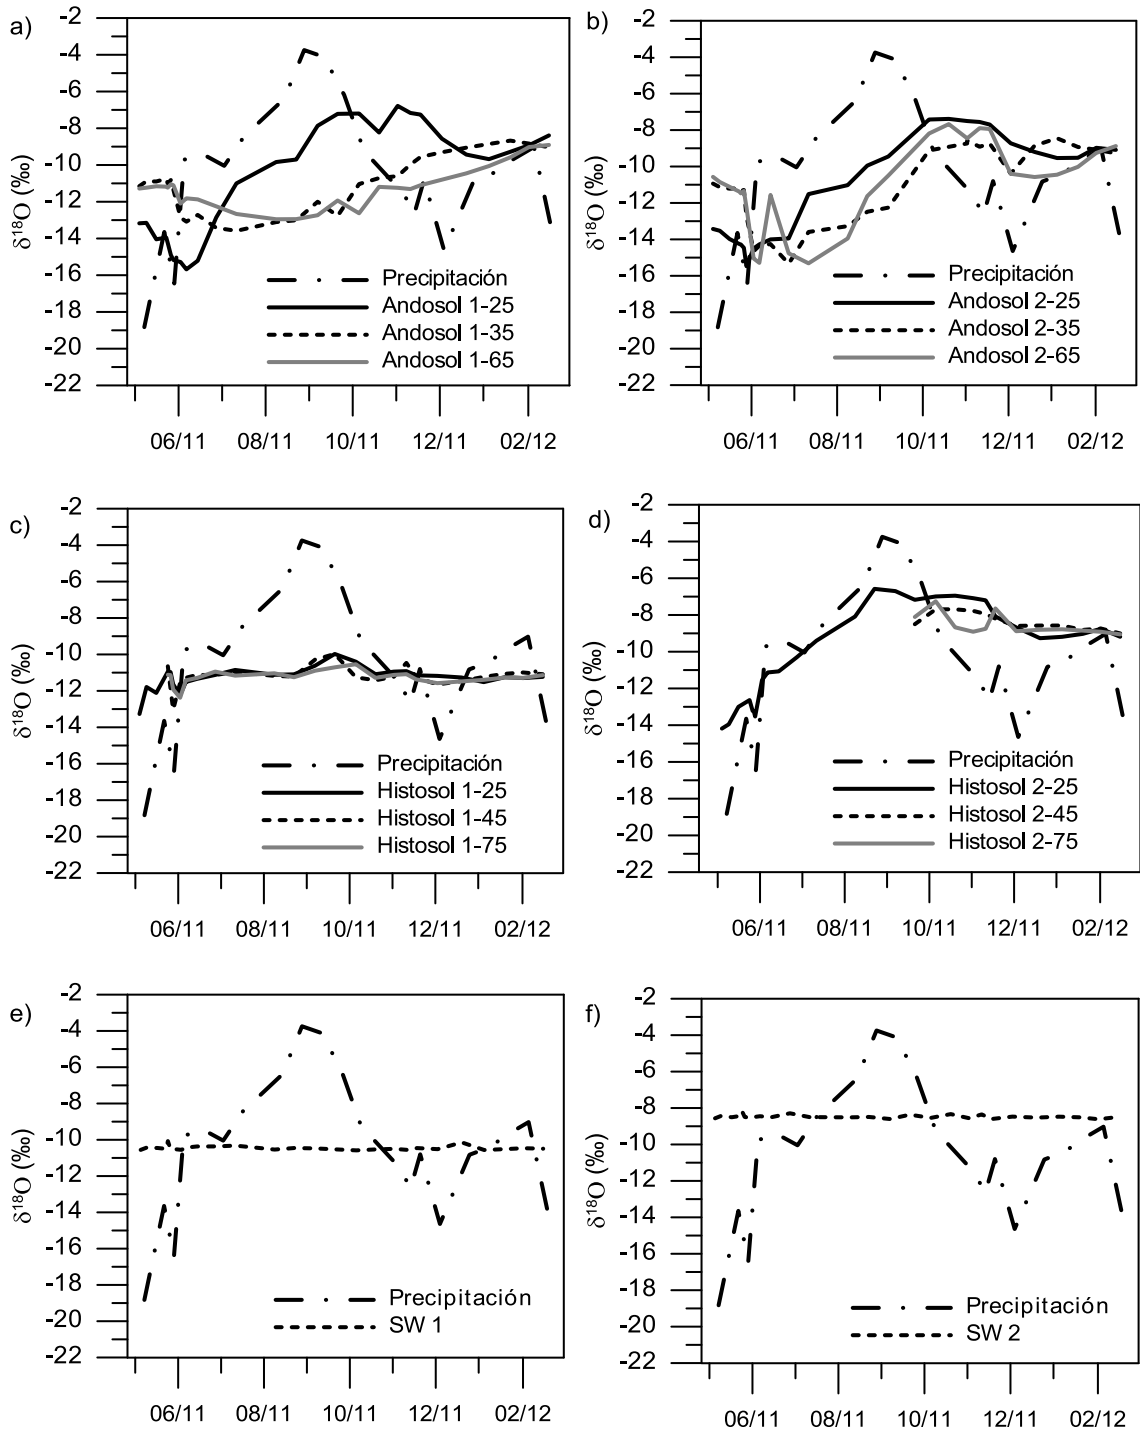 a)
-2
-4
-6
-8
-10
-12
-14
-16
-18
-20
-22
δ18O (‰)
Precipitación
Andosol 1-25
Andosol 1-35
Andosol 1-65
06/11 08/11 10/11 12/11 02/12
b)
-2
-4
-6
-8
-10
-12
-14
-16
-18
-20
-22
δ18O (‰)
Precipitación
Andosol 2-25
Andosol 2-35
Andosol 2-65
06/11 08/11 10/11 12/11 02/12
c)
-2
-4
-6
-8
-10
-12
-14
-16
-18
-20
-22
δ18O (‰)
Precipitación
Histosol 1-25
Histosol 1-45
Histosol 1-75
06/11 08/11 10/11 12/11 02/12
d)
-2
-4
-6
-8
-10
-12
-14
-16
-18
-20
-22
δ18O (‰)
Precipitación
Histosol 2-25
Histosol 2-45
Histosol 2-75
06/11 08/11 10/11 12/11 02/12
e)
-2
-4
-6
-8
-10
-12
-14
-16
-18
-20
-22
δ18O (‰)
Precipitación
SW 1
06/11 08/11 10/11 12/11 02/12
f)
-2
-4
-6
-8
-10
-12
-14
-16
-18
-20
-22
δ18O (‰)
Precipitación
SW 2
06/11 08/11 10/11 12/11 02/12